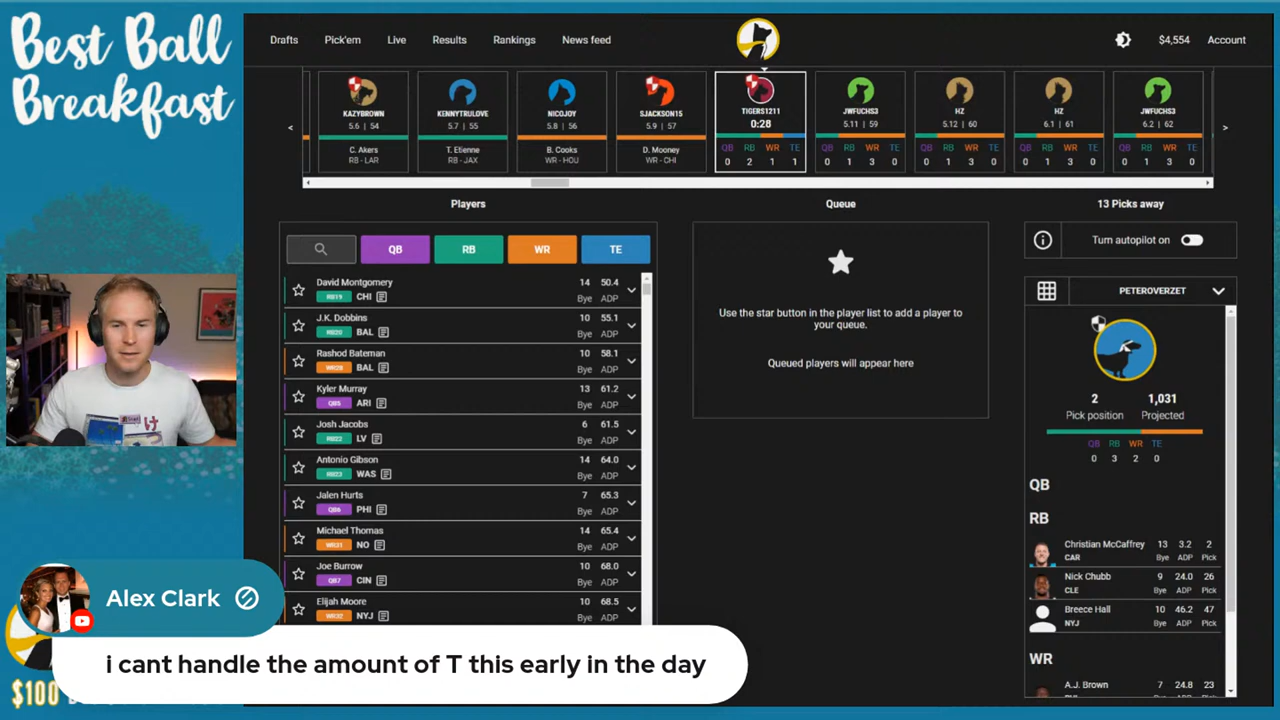 Best Ball
Breakfast
Drafts Pick'em Live Results Rankings News feed $4,554 Account
< KAZYBROWN 5.6 | 54 C. Akers RB - LAR
KENNYTRULOVE 5.7 | 55 T. Etienne RB - JAX
NICOJOY 5.8 | 56 B. Cooks WR - HOU
SJACKSON15 5.9 | 57 D. Mooney WR - CHI
TIGERS1211 0:28 QB RB WR TE 0 2 1 1
JWFUCHS3 5.11 | 59 QB RB WR TE 0 1 3 0
HZ 5.12 | 60 QB RB WR TE 0 1 3 0
HZ 6.1 | 61 QB RB WR TE 0 1 3 0
JWFUCHS3 6.2 | 62 QB RB WR TE 0 1 3 0 >
Players
QB RB WR TE
David Montgomery 14 50.4
RB19 CHI Bye ADP
J.K. Dobbins 10 55.1
RB20 BAL Bye ADP
Rashod Bateman 10 58.1
WR28 BAL Bye ADP
Kyler Murray 13 61.2
QB5 ARI Bye ADP
Josh Jacobs 6 61.5
LV Bye ADP
Antonio Gibson 14 64.0
WAS Bye ADP
Jalen Hurts 7 65.3
QB6 PHI Bye ADP
Michael Thomas 14 65.4
WR31 NO Bye ADP
Joe Burrow 10 68.0
QB7 CIN Bye ADP
Elijah Moore 10 68.5
WR32 NYJ Bye ADP
Queue
Use the star button in the player list to add a player to
your queue.
Queued players will appear here
13 Picks away
Turn autopilot on
PETEROVERZET
2 1,031
Pick position Projected
QB RB WR TE
0 3 2 0
QB
RB
Christian McCaffrey 13 3.2 2
CAR Bye ADP Pick
Nick Chubb 9 24.0 26
CLE Bye ADP Pick
Breece Hall 10 46.2 47
NYJ Bye ADP Pick
WR
A.J. Brown 7 24.8 23
Alex Clark
i cant handle the amount of T this early in the day
$100